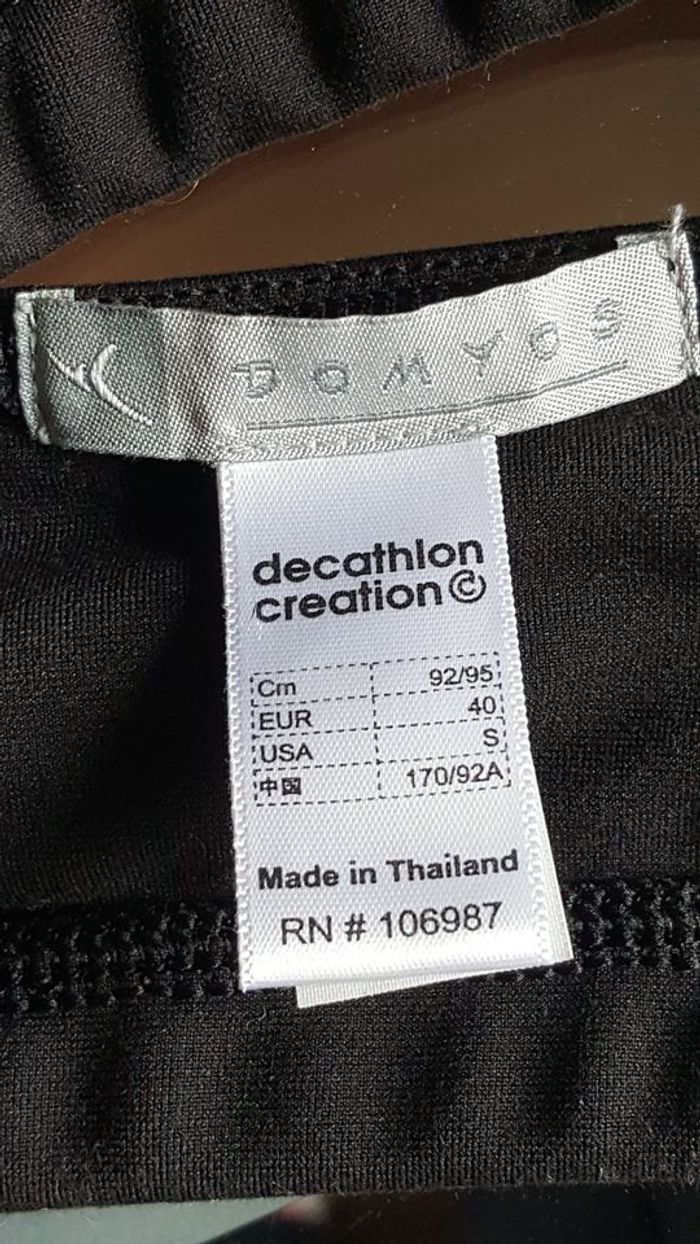 DOMYOS
decathlon
creation
Cm 92/95
EUR 40
USA S
中国 170/92A
Made in Thailand
RN # 106987